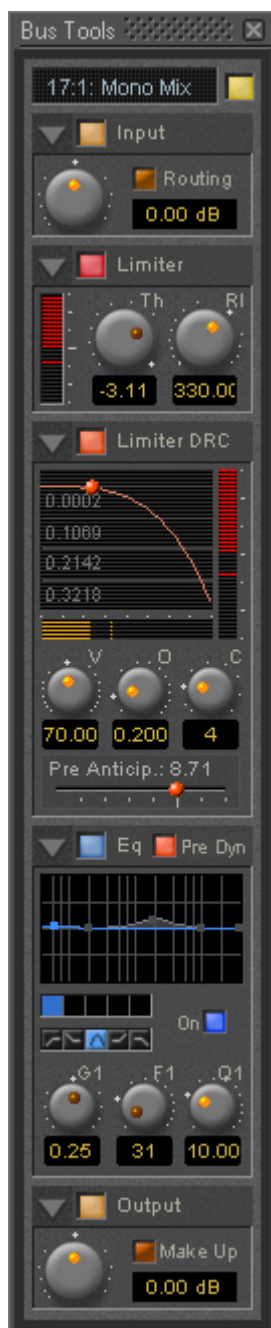 Bus Tools
17:1: Mono Mix
Input
Routing
0.00 dB
Limiter
Th Rl
-3.11 330.00
Limiter DRC
0.0002
0.1069
0.2142
0.3218
V O C
70.00 0.200 4
Pre Anticip.: 8.71
Eq Pre Dyn
On
G1 F1 Q1
0.25 31 10.00
Output
Make Up
0.00 dB